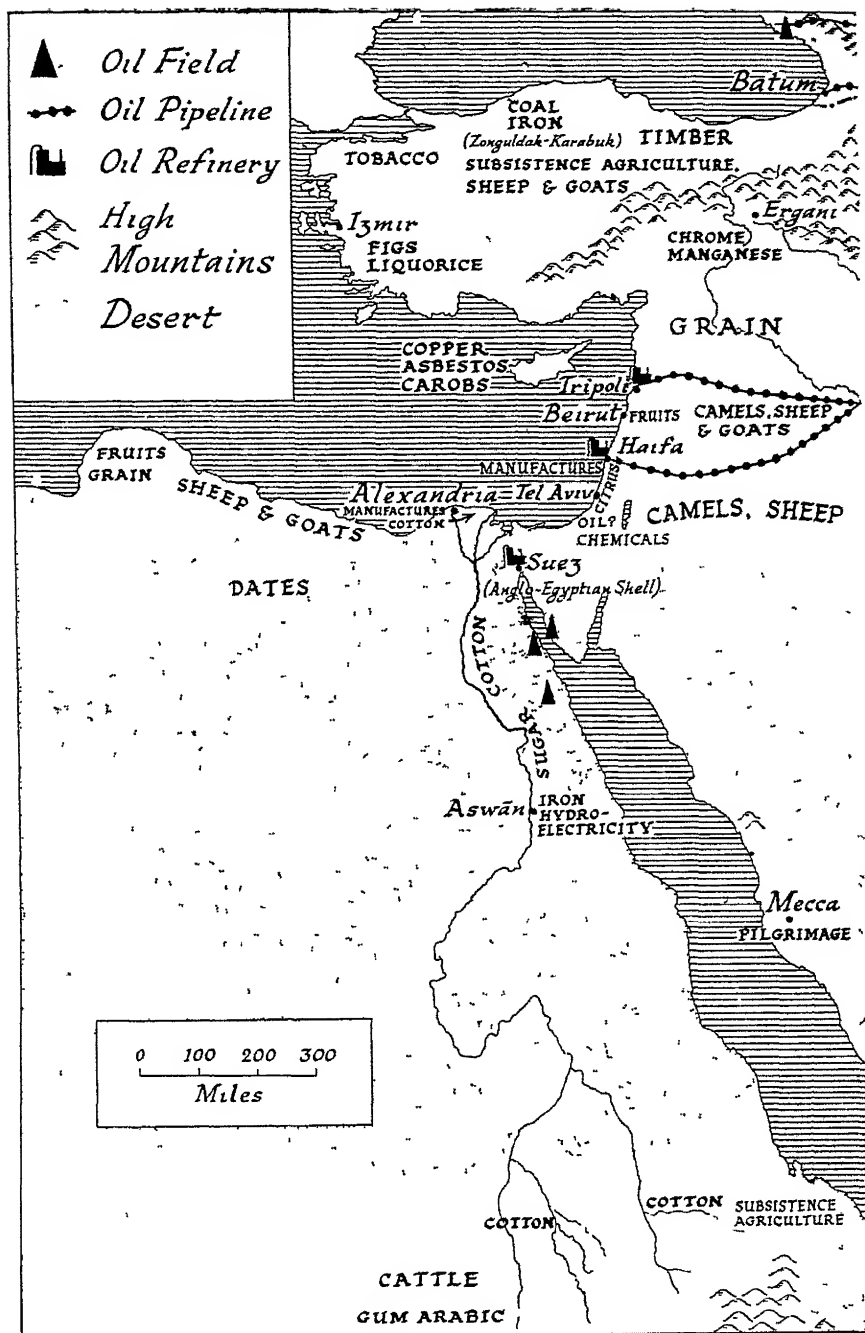 Oil Field
Oil Pipeline
Oil Refinery
High
Mountains
Desert
Batum
COAL
IRON
(Zonguldak-Karabuk)
TIMBER
TOBACCO
SUBSISTENCE AGRICULTURE.
SHEEP & GOATS
Ergani
Izmir
FIGS
LIQUORICE
CHROME
MANGANESE
GRAIN
COPPER
ASBESTOS
CAROBS
Tripoli
Beirut
FRUITS
CAMELS, SHEEP
& GOATS
Haifa
MANUFACTURES
FRUITS
GRAIN
SHEEP & GOATS
Alexandria
MANUFACTURES
COTTON
Tel Aviv
CITRUS
OIL?
CHEMICALS
CAMELS, SHEEP
Suez
(Anglo-Egyptian Shell)
DATES
COTTON
SUGAR
Aswān
IRON
HYDRO-
ELECTRICITY
Mecca
PILGRIMAGE
0 100 200 300
Miles
COTTON
SUBSISTENCE
AGRICULTURE
COTTON
CATTLE
GUM ARABIC